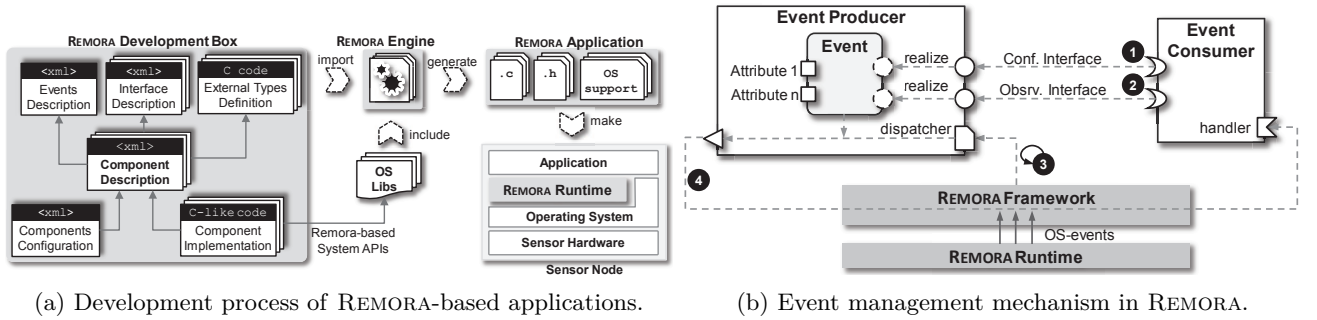 REMORA Development Box
<xml>
Events
Description
<xml>
Interface
Description
C code
External Types
Definition
<xml>
Component
Description
<xml>
Components
Configuration
C-like code
Component
Implementation
REMORA Engine
import
generate
include
OS
Libs
Remora-based
System APIs
REMORA Application
.c
.h
OS
support
make
Application
REMORA Runtime
Operating System
Sensor Hardware
Sensor Node
(a) Development process of REMORA-based applications.
Event Producer
Event
Attribute 1
Attribute n
realize
realize
dispatcher
Conf. Interface
Obsrv. Interface
1
2
Event
Consumer
handler
3
4
REMORA Framework
OS-events
REMORA Runtime
(b) Event management mechanism in REMORA.